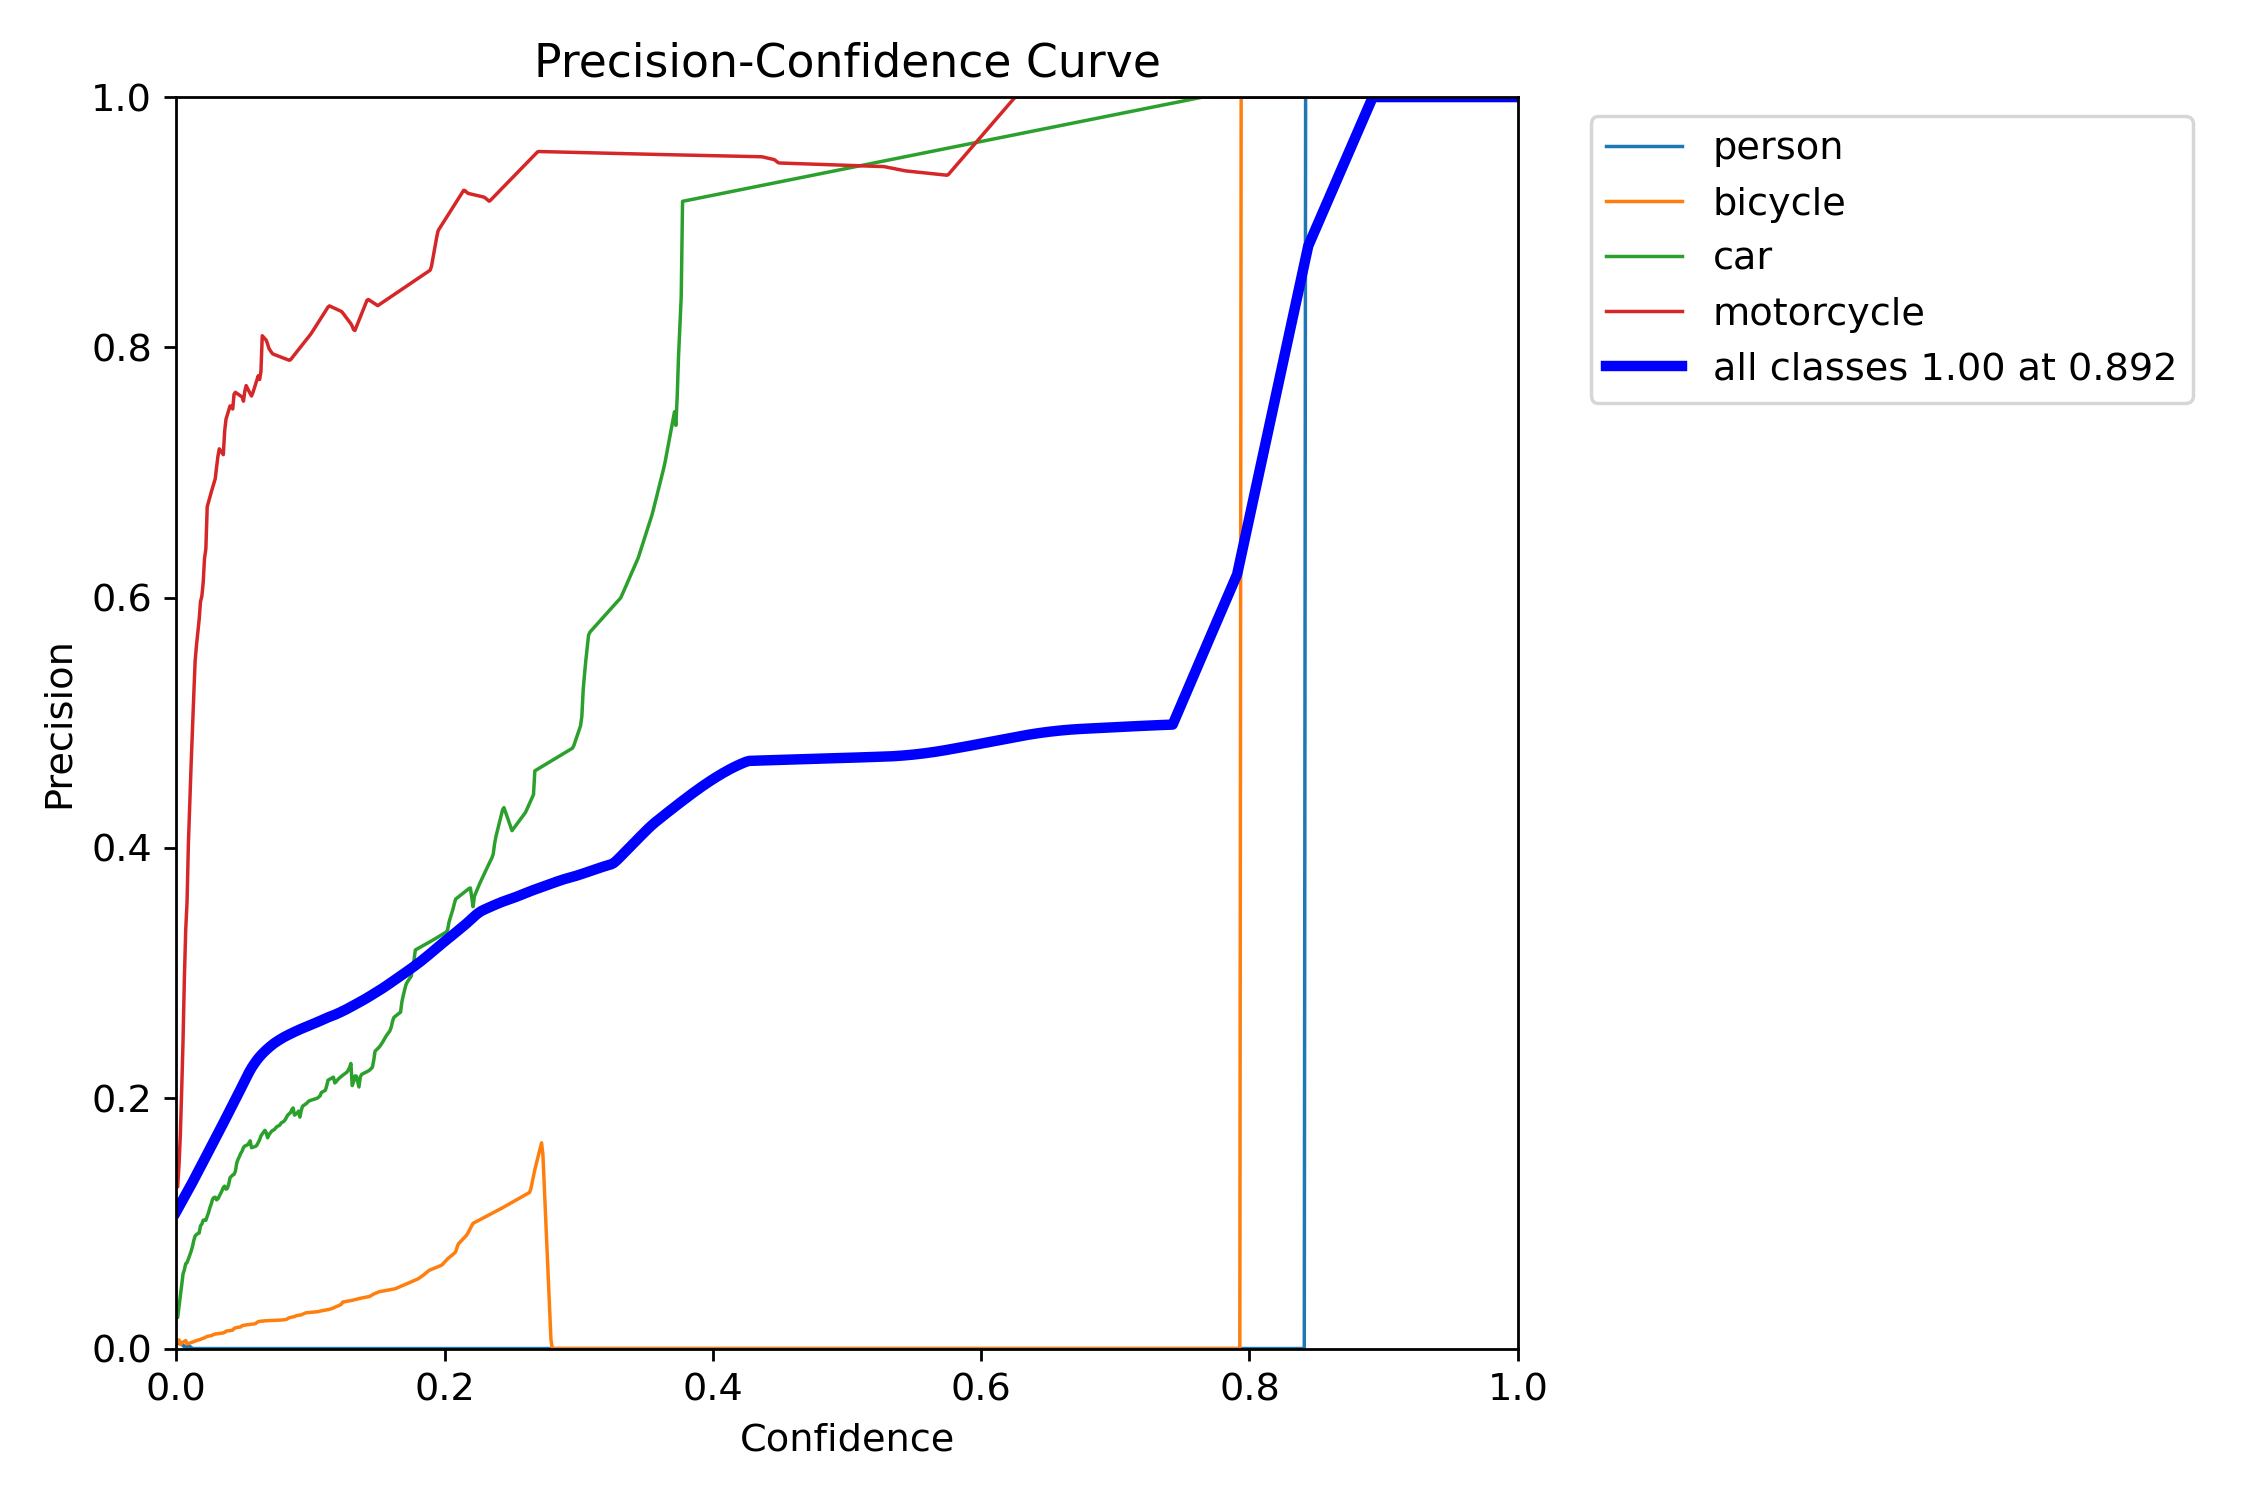 Precision-Confidence Curve
1.0
0.8
0.6
0.4
0.2
0.0
Precision
0.0 0.2 0.4 0.6 0.8 1.0
Confidence
person
bicycle
car
motorcycle
all classes 1.00 at 0.892